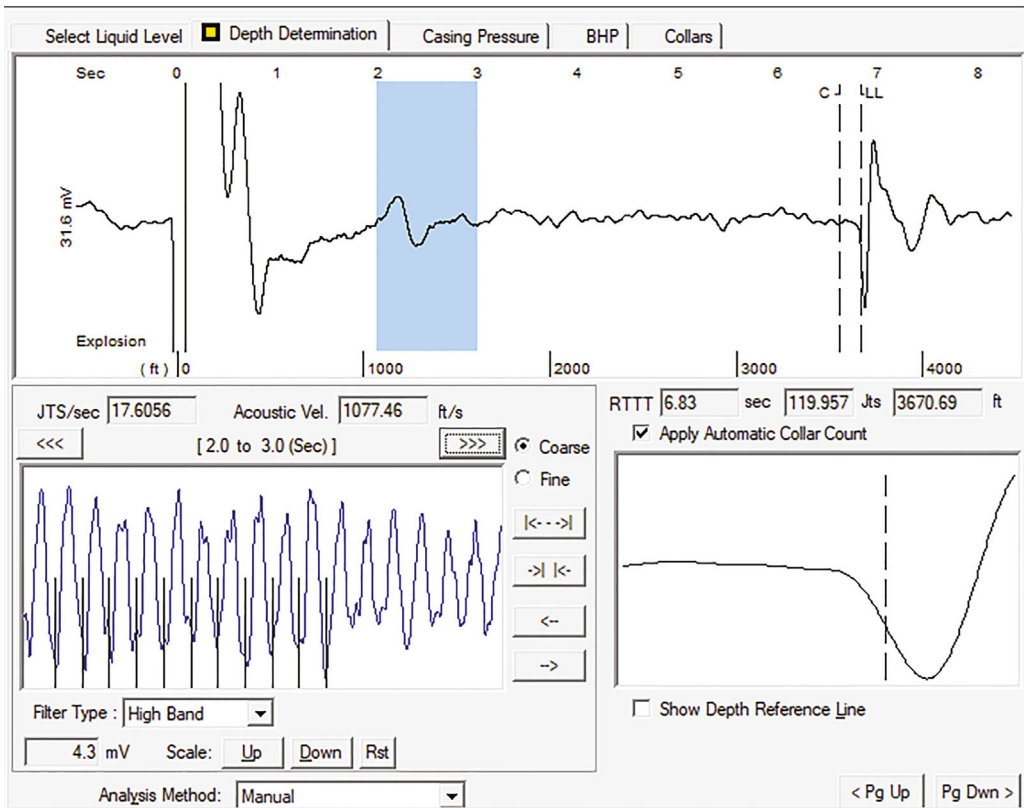 Select Liquid Level Depth Determination Casing Pressure BHP Collars
Sec 0 1 2 3 4 5 6 7 8
C LL
31.6 mV
Explosion
(ft) 0 1000 2000 3000 4000
JTS/sec 17.6056 Acoustic Vel. 1077.46 ft/s
<<< [ 2.0 to 3.0 (Sec) ] >>>
Coarse
Fine
|<--->|
->| |<-
<--
-->
Filter Type : High Band
4.3 mV Scale: Up Down Rst
Analysis Method: Manual
RTTT 6.83 sec 119.957 Jts 3670.69 ft
Apply Automatic Collar Count
Show Depth Reference Line
< Pg Up Pg Dwn >